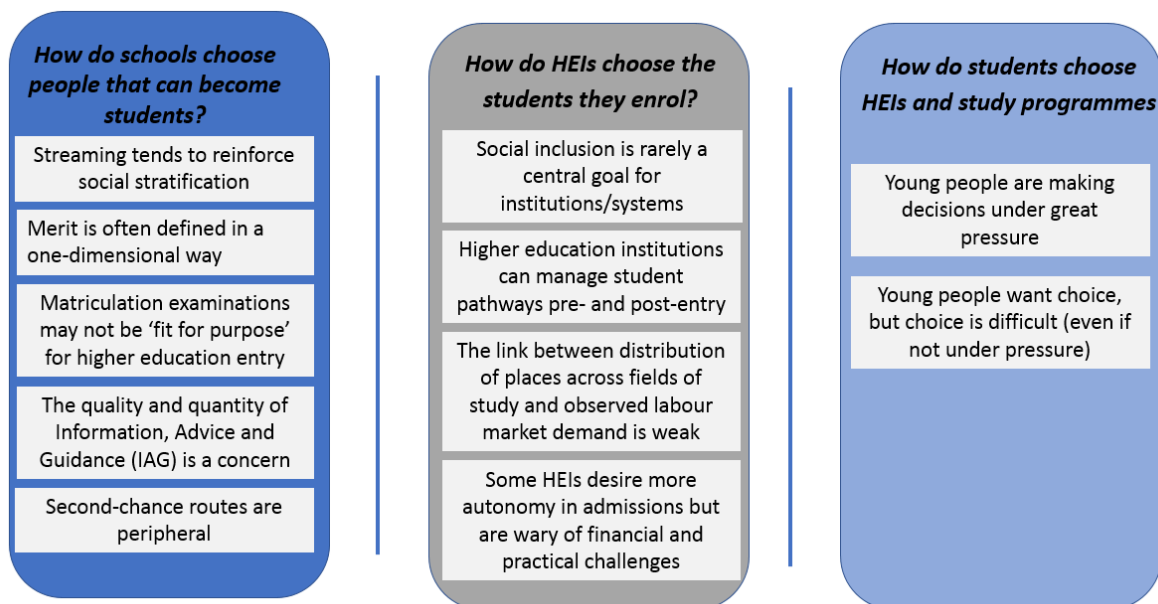 How do schools choose
people that can become
students?
Streaming tends to reinforce
social stratification
Merit is often defined in a
one-dimensional way
Matriculation examinations
may not be ‘fit for purpose’
for higher education entry
The quality and quantity of
Information, Advice and
Guidance (IAG) is a concern
Second-chance routes are
peripheral
How do HEIs choose the
students they enrol?
Social inclusion is rarely a
central goal for
institutions/systems
Higher education institutions
can manage student
pathways pre- and post-entry
The link between distribution
of places across fields of
study and observed labour
market demand is weak
Some HEIs desire more
autonomy in admissions but
are wary of financial and
practical challenges
How do students choose
HEIs and study programmes
Young people are making
decisions under great
pressure
Young people want choice,
but choice is difficult (even if
not under pressure)